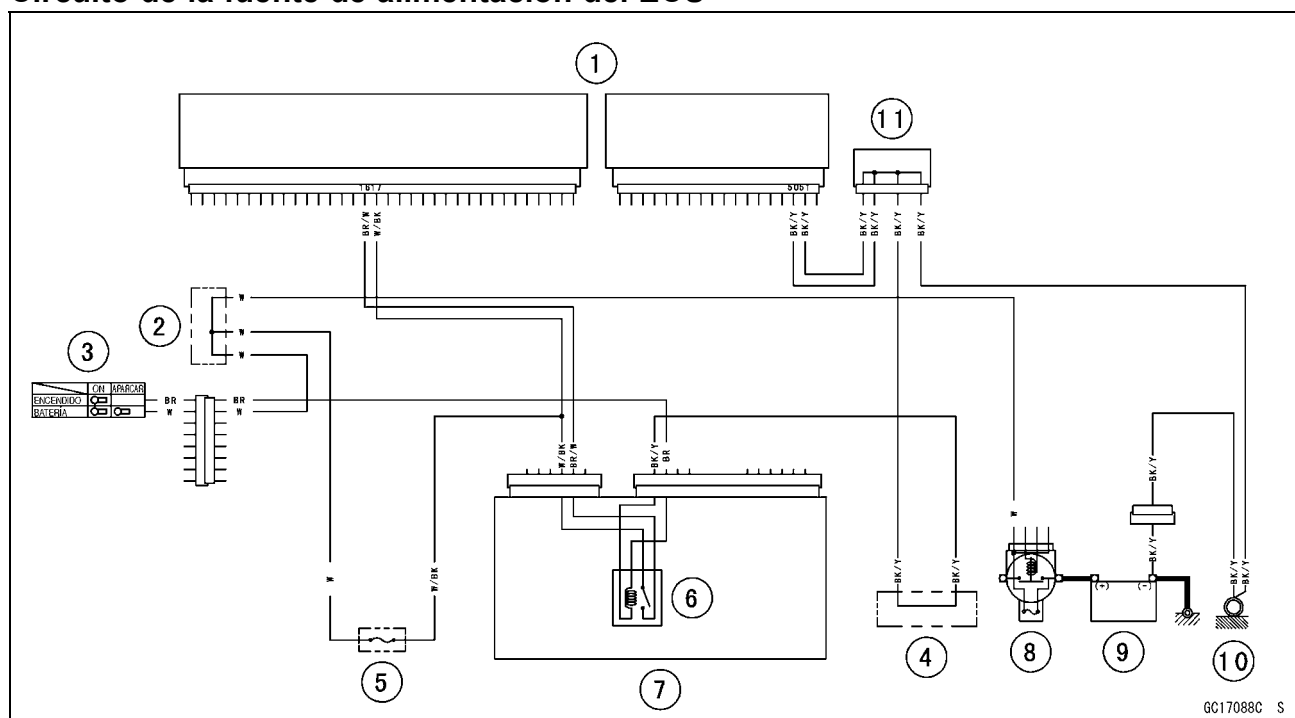 Circuito de la fuente de alimentación del ECU
1
11
1617
5051
BR/W
W/BK
BK/Y
BK/Y
BK/Y
BK/Y
BK/Y
BK/Y
2
W
W
W
3
ON APARCAR
ENCENDIDO
BATERIA
BR
W
BR
W
W/BK
BR/W
BK/Y
BR
W
W/BK
BK/Y
BK/Y
W
BK/Y
BK/Y
BK/Y
BK/Y
(+)
(-)
5
6
7
4
8
9
10
GC17088C S